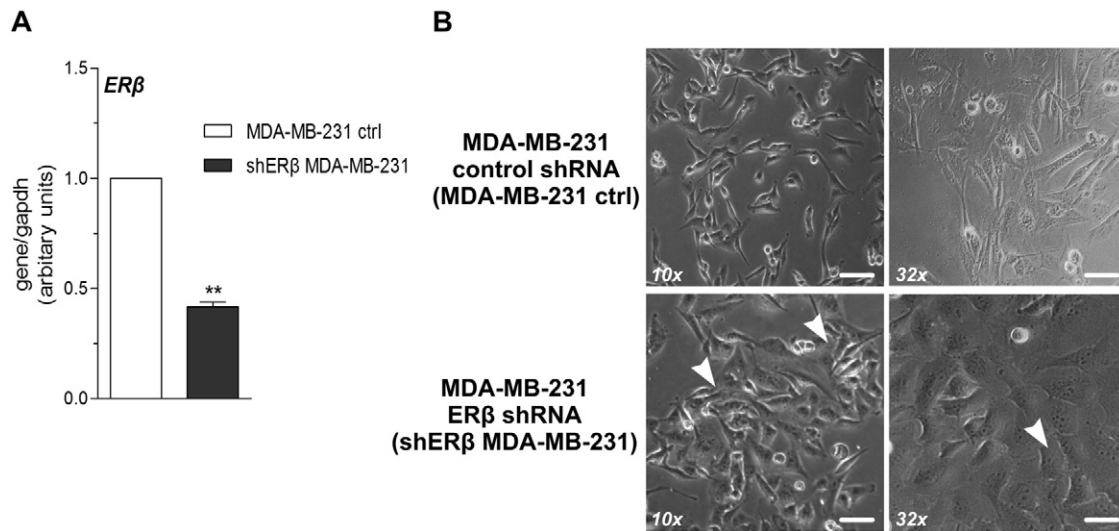 A
B
1.5
ERβ
MDA-MB-231 ctrl
shERβ MDA-MB-231
1.0
gene/gapdh
(arbitary units)
0.5
**
0.0
MDA-MB-231
control shRNA
(MDA-MB-231 ctrl)
10x
32x
MDA-MB-231
ERβ shRNA
(shERβ MDA-MB-231)
10x
32x